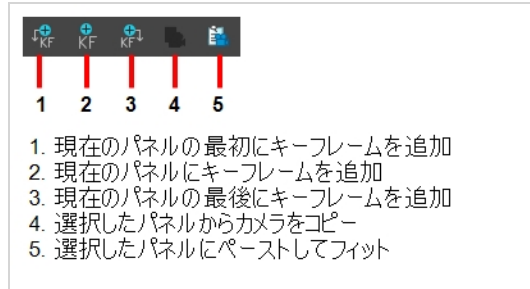 KF KF KF
1 2 3 4 5
1. 現在のパネルの最初にキーフレームを追加
2. 現在のパネルにキーフレームを追加
3. 現在のパネルの最後にキーフレームを追加
4. 選択したパネルからカメラをコピー
5. 選択したパネルにペーストしてフィット